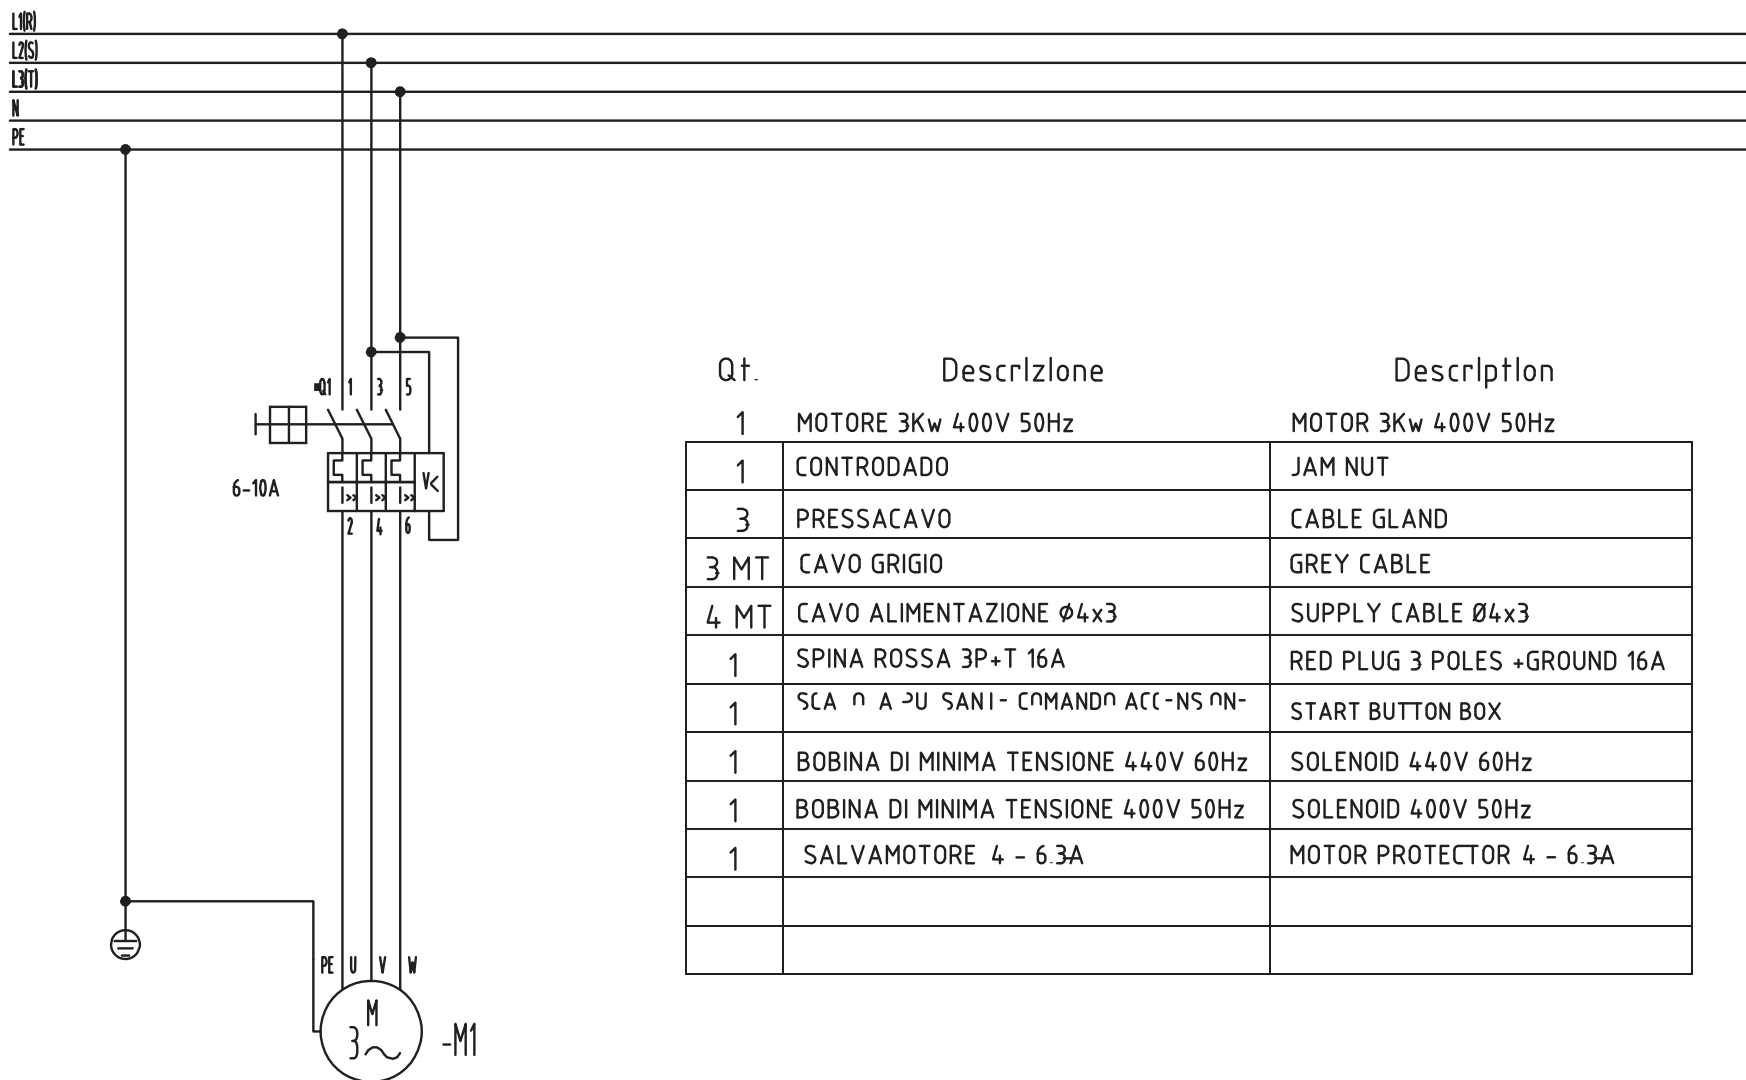 L1(R)
L2(S)
L3(T)
N
PE
Q1 1 3 5
6-10A
V<
>> >> >>
2 4 6
PE U V W
M
3~
-M1
Qt. DescrIzIone DescrIptIon
1 MOTORE 3Kw 400V 50Hz MOTOR 3Kw 400V 50Hz
1 CONTRODADO JAM NUT
3 PRESSACAVO CABLE GLAND
3 MT CAVO GRIGIO GREY CABLE
4 MT CAVO ALIMENTAZIONE ø4x3 SUPPLY CABLE Ø4x3
1 SPINA ROSSA 3P+T 16A RED PLUG 3 POLES +GROUND 16A
1 START BUTTON BOX
1 BOBINA DI MINIMA TENSIONE 440V 60Hz SOLENOID 440V 60Hz
1 BOBINA DI MINIMA TENSIONE 400V 50Hz SOLENOID 400V 50Hz
1 SALVAMOTORE 4 - 6.3A MOTOR PROTECTOR 4 - 6.3A